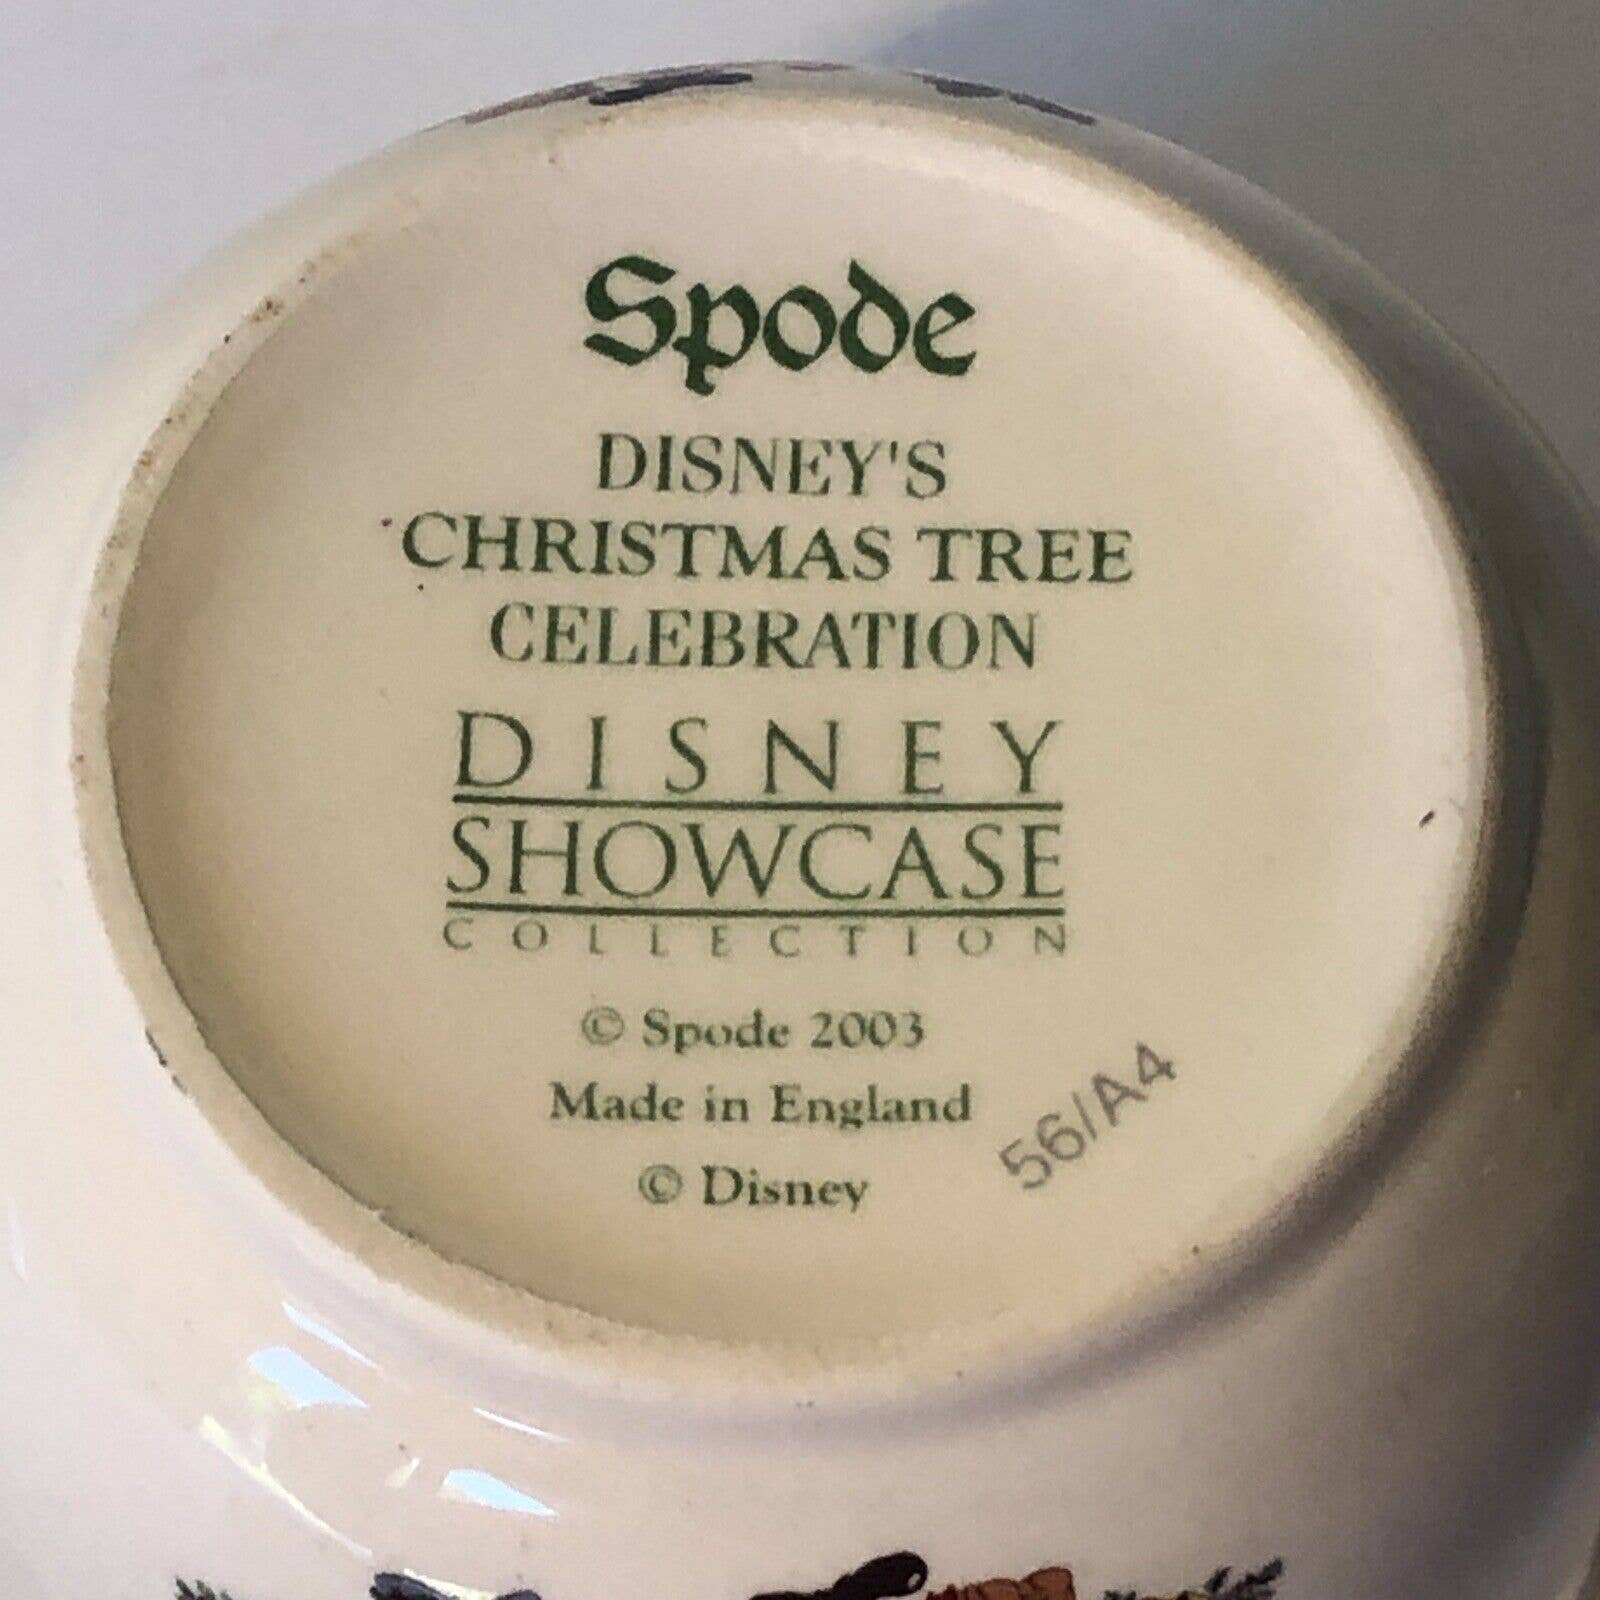 Spode
DISNEY'S
CHRISTMAS TREE
CELEBRATION
DISNEY
SHOWCASE
COLLECTION
© Spode 2003
Made in England
© Disney
56/A4